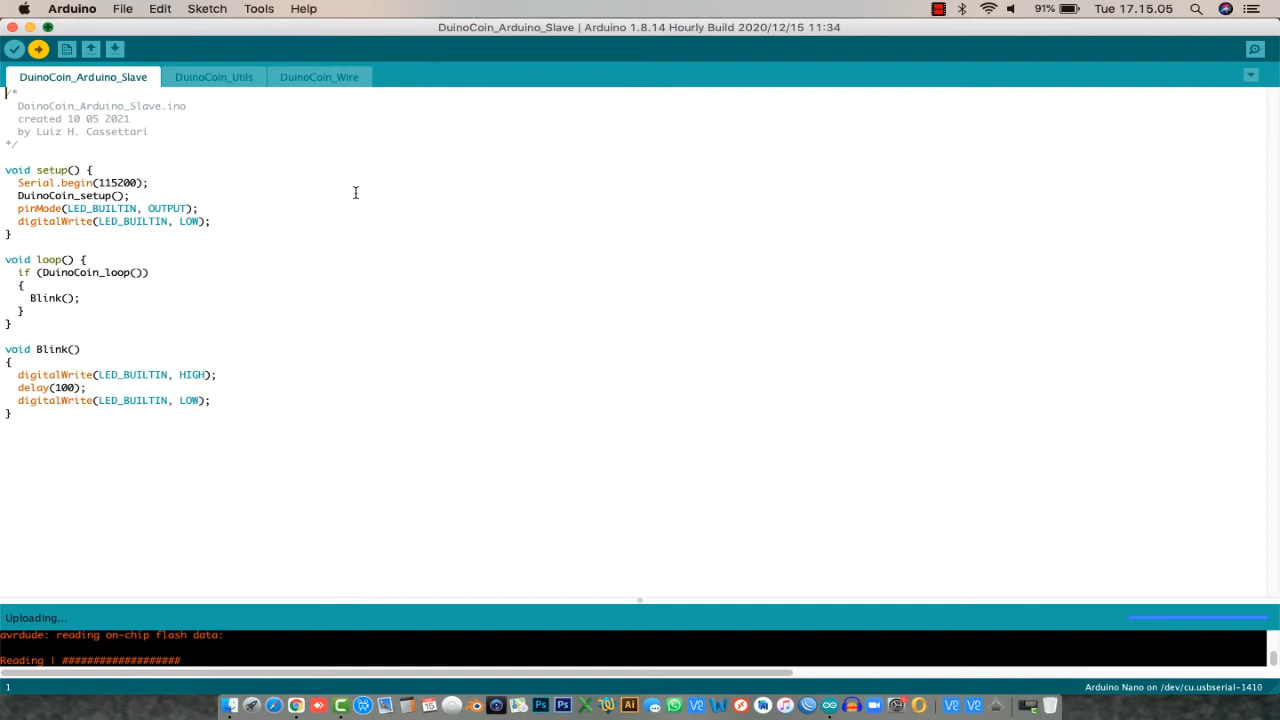 Arduino File Edit Sketch Tools Help 91% Tue 17.15.05
DuinoCoin_Arduino_Slave | Arduino 1.8.14 Hourly Build 2020/12/15 11:34
DuinoCoin_Arduino_Slave DuinoCoin_Utils DuinoCoin_Wire
/*
DoinoCoin_Arduino_Slave.ino
created 10 05 2021
by Luiz H. Cassettari
*/
void setup() {
Serial.begin(115200);
DuinoCoin_setup();
pinMode(LED_BUILTIN, OUTPUT);
digitalWrite(LED_BUILTIN, LOW);
}
void loop() {
if (DuinoCoin_loop())
{
Blink();
}
}
void Blink()
{
digitalWrite(LED_BUILTIN, HIGH);
delay(100);
digitalWrite(LED_BUILTIN, LOW);
}
Uploading...
avrdude: reading on-chip flash data:
Reading | ###################
1 Arduino Nano on /dev/cu.usbserial-1410